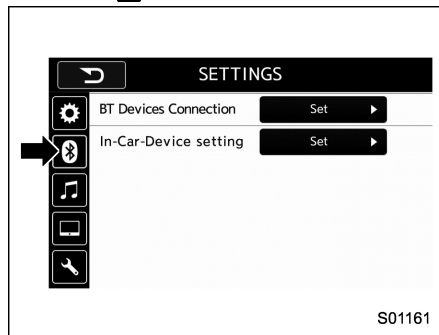 SETTINGS
BT Devices Connection Set
In-Car-Device setting Set
S01161